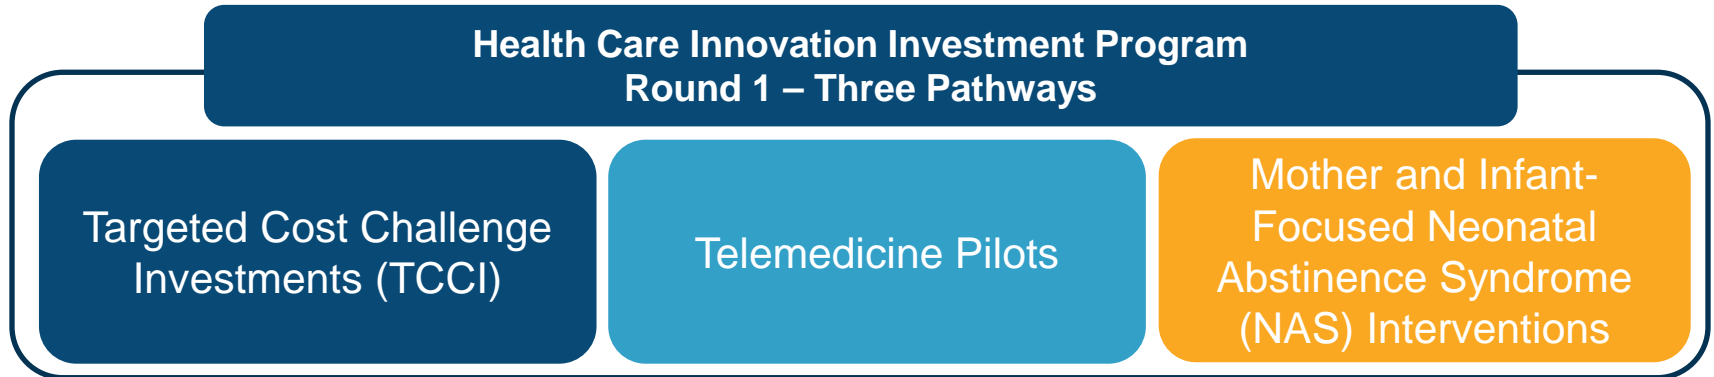 Health Care Innovation Investment Program
Round 1 – Three Pathways
Targeted Cost Challenge
Investments (TCCI)
Telemedicine Pilots
Mother and Infant-
Focused Neonatal
Abstinence Syndrome
(NAS) Interventions